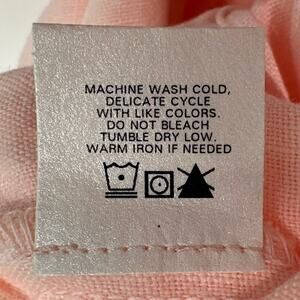 MACHINE WASH COLD,
DELICATE CYCLE
WITH LIKE COLORS.
DO NOT BLEACH
TUMBLE DRY LOW.
WARM IRON IF NEEDED